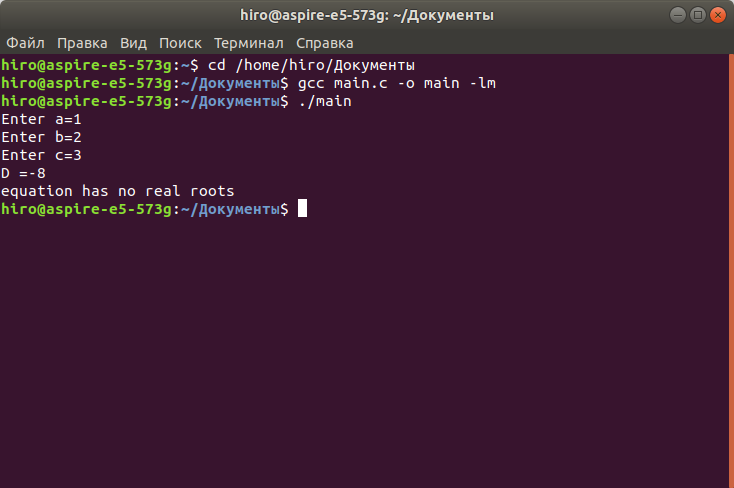 hiro@aspire-e5-573g: ~/Документы
Файл Правка Вид Поиск Терминал Справка
hiro@aspire-e5-573g:~$ cd /home/hiro/Документы
hiro@aspire-e5-573g:~/Документы$ gcc main.c -o main -lm
hiro@aspire-e5-573g:~/Документы$ ./main
Enter a=1
Enter b=2
Enter c=3
D =-8
equation has no real roots
hiro@aspire-e5-573g:~/Документы$